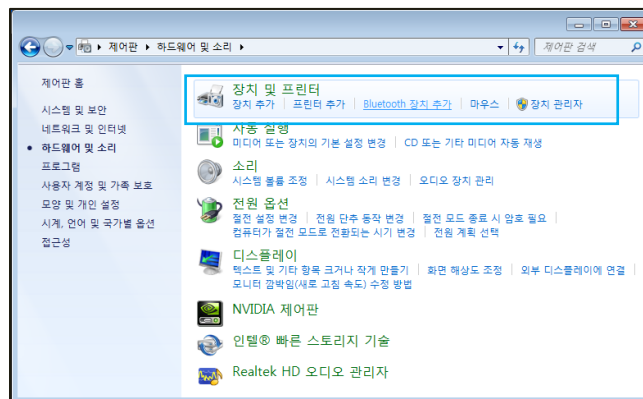 제어판 ▸ 하드웨어 및 소리 ▸
제어판 검색
제어판 홈
시스템 및 보안
네트워크 및 인터넷
하드웨어 및 소리
프로그램
사용자 계정 및 가족 보호
모양 및 개인 설정
시계, 언어 및 국가별 옵션
접근성
장치 및 프린터
장치 추가 | 프린터 추가 | Bluetooth 장치 추가 | 마우스 | 장치 관리자
자동 실행
미디어 또는 장치의 기본 설정 변경 | CD 또는 기타 미디어 자동 재생
소리
시스템 볼륨 조정 | 시스템 소리 변경 | 오디오 장치 관리
전원 옵션
절전 설정 변경 | 전원 단추 동작 변경 | 절전 모드 종료 시 암호 필요 |
컴퓨터가 절전 모드로 전환되는 시기 변경 | 전원 계획 선택
디스플레이
텍스트 및 기타 항목 크거나 작게 만들기 | 화면 해상도 조정 | 외부 디스플레이에 연결 |
모니터 깜박임(새로 고침 속도) 수정 방법
NVIDIA 제어판
인텔® 빠른 스토리지 기술
Realtek HD 오디오 관리자